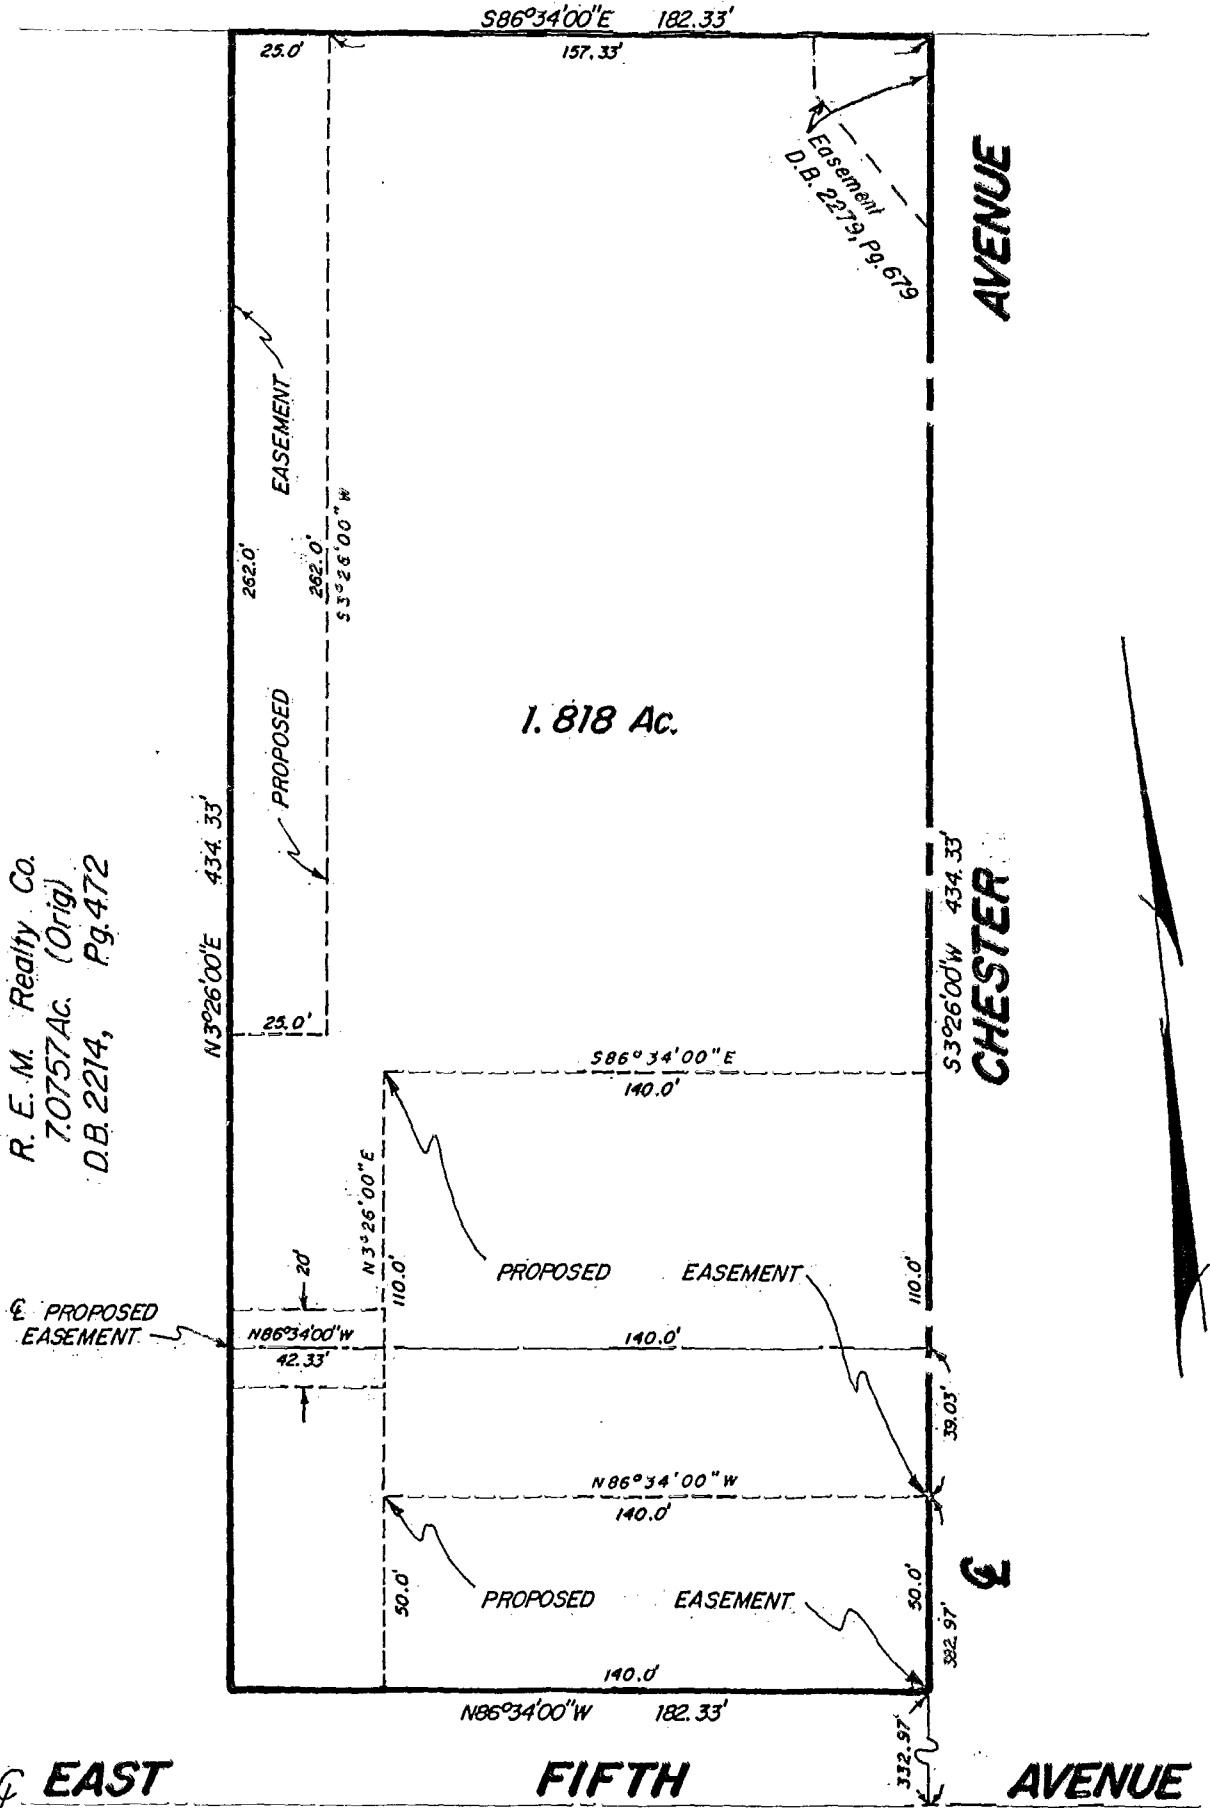 S86°34'00"E 182.33'
25.0'
157.33'
Easement
D.B. 2279, Pg. 679
AVENUE
EASEMENT
262.0'
262.0'
S3°26'00"W
PROPOSED
1.818 Ac.
N3°26'00"E 434.33'
R. E. M. Realty Co.
7.0757 Ac. (Orig)
D.B. 2214, Pg. 472
S3°26'00"W 434.33'
CHESTER
25.0'
S86°34'00"E
140.0'
N3°26'00"E
110.0'
PROPOSED EASEMENT
110.0'
20'
℄ PROPOSED
EASEMENT
N86°34'00"W
42.33'
140.0'
39.03'
N86°34'00"W
140.0'
50.0'
PROPOSED EASEMENT
50.0'
382.97'
℄
140.0'
N86°34'00"W 182.33'
332.97'
℄ EAST FIFTH AVENUE